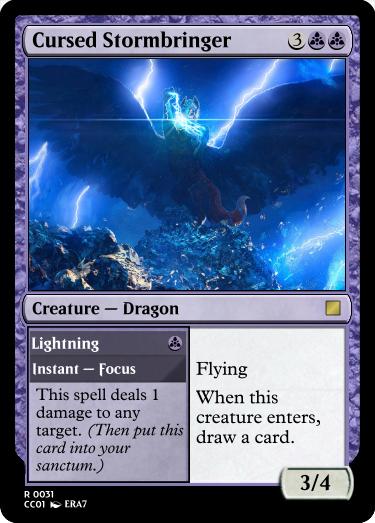 Cursed Stormbringer 3
Creature — Dragon
Lightning
Instant — Focus
This spell deals 1
damage to any
target. (Then put this
card into your
sanctum.)
Flying
When this
creature enters,
draw a card.
3/4
R 0031
CC01 ERA7